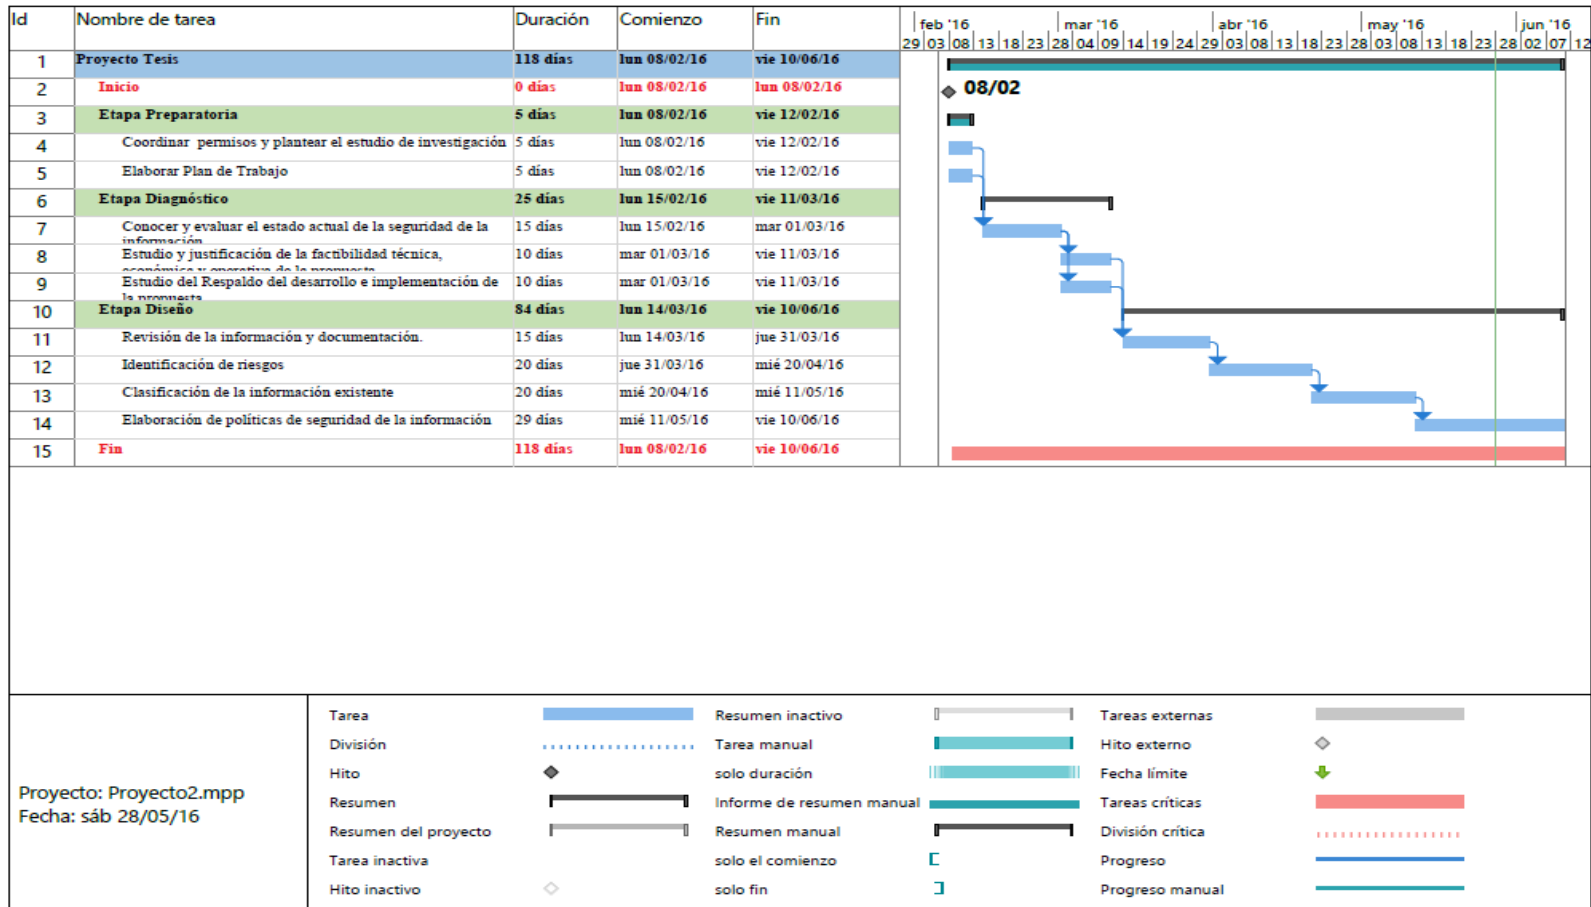 Id Nombre de tarea Duración Comienzo Fin
feb '16 mar '16 abr '16 may '16 jun '16
29 03 08 13 18 23 28 04 09 14 19 24 29 03 08 13 18 23 28 03 08 13 18 23 28 02 07 12
1 Proyecto Tesis 118 días lun 08/02/16 vie 10/06/16
2 Inicio 0 días lun 08/02/16 lun 08/02/16 08/02
3 Etapa Preparatoria 5 días lun 08/02/16 vie 12/02/16
4 Coordinar permisos y plantear el estudio de investigación 5 días lun 08/02/16 vie 12/02/16
5 Elaborar Plan de Trabajo 5 días lun 08/02/16 vie 12/02/16
6 Etapa Diagnóstico 25 días lun 15/02/16 vie 11/03/16
7 Conocer y evaluar el estado actual de la seguridad de la 15 días lun 15/02/16 mar 01/03/16
información
8 Estudio y justificación de la factibilidad técnica, 10 días mar 01/03/16 vie 11/03/16
económica y operativa de la propuesta
9 Estudio del Respaldo del desarrollo e implementación de 10 días mar 01/03/16 vie 11/03/16
la propuesta
10 Etapa Diseño 84 días lun 14/03/16 vie 10/06/16
11 Revisión de la información y documentación. 15 días lun 14/03/16 jue 31/03/16
12 Identificación de riesgos 20 días jue 31/03/16 mié 20/04/16
13 Clasificación de la información existente 20 días mié 20/04/16 mié 11/05/16
14 Elaboración de políticas de seguridad de la información 29 días mié 11/05/16 vie 10/06/16
15 Fin 118 días lun 08/02/16 vie 10/06/16
Proyecto: Proyecto2.mpp
Fecha: sáb 28/05/16
Tarea
División
Hito
Resumen
Resumen del proyecto
Tarea inactiva
Hito inactivo
Resumen inactivo
Tarea manual
solo duración
Informe de resumen manual
Resumen manual
solo el comienzo
solo fin
Tareas externas
Hito externo
Fecha límite
Tareas críticas
División crítica
Progreso
Progreso manual